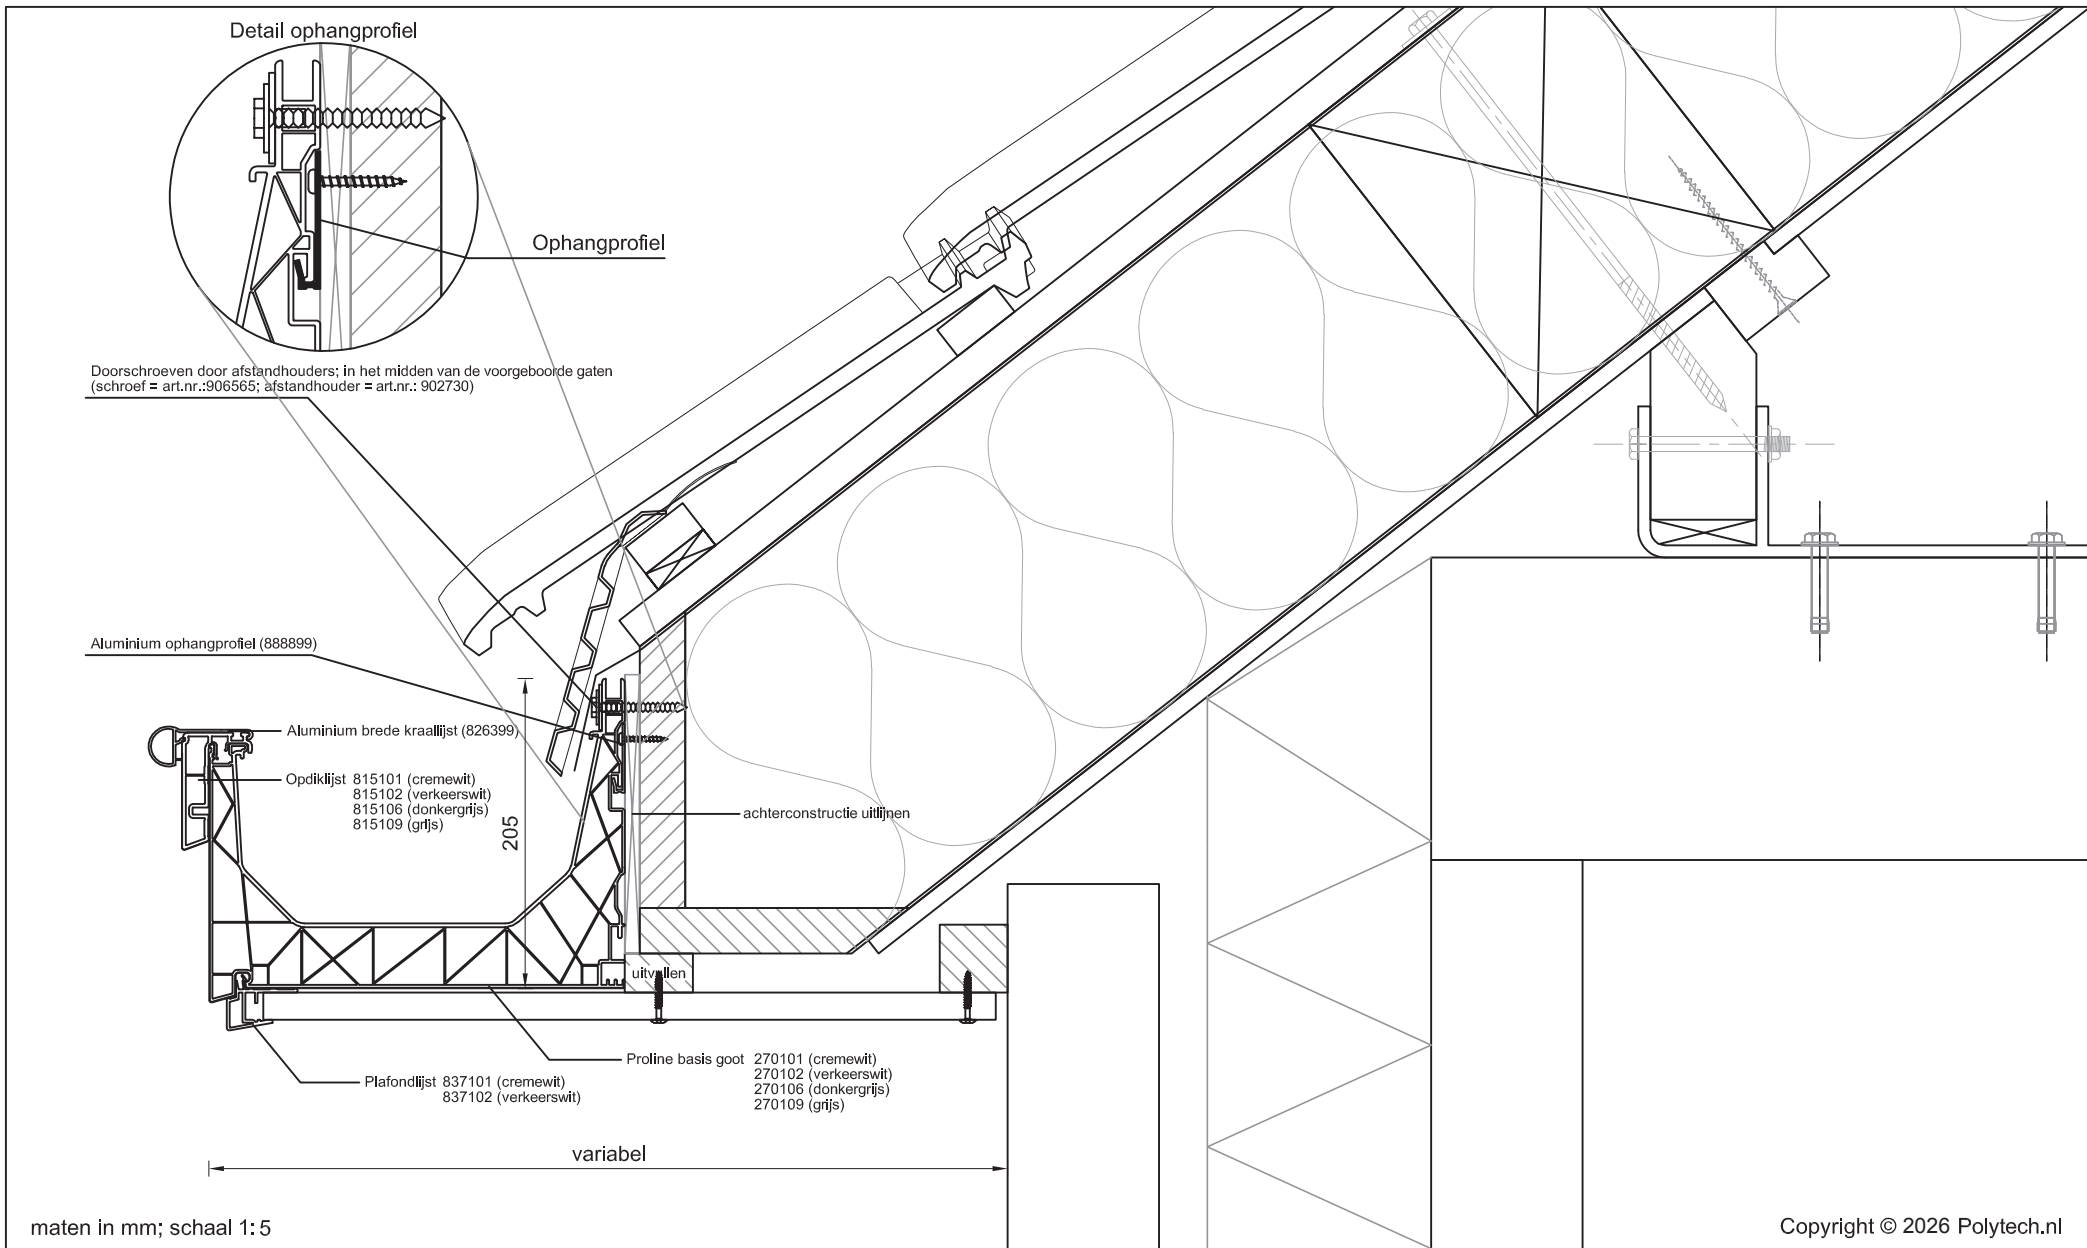 Detail ophangprofiel
Ophangprofiel
Doorschroeven door afstandhouders; in het midden van de voorgeboorde gaten
(schroef = art.nr.:906565; afstandhouder = art.nr.: 902730)
Aluminium ophangprofiel (888899)
Aluminium brede kraallijst (826399)
Opdiklijst 815101 (cremewit)
815102 (verkeerswit)
815106 (donkergrijs)
815109 (grijs)
205
achterconstructie uitlijnen
uitvullen
Proline basis goot 270101 (cremewit)
270102 (verkeerswit)
270106 (donkergrijs)
270109 (grijs)
Plafondlijst 837101 (cremewit)
837102 (verkeerswit)
variabel
maten in mm; schaal 1:5
Copyright © 2026 Polytech.nl